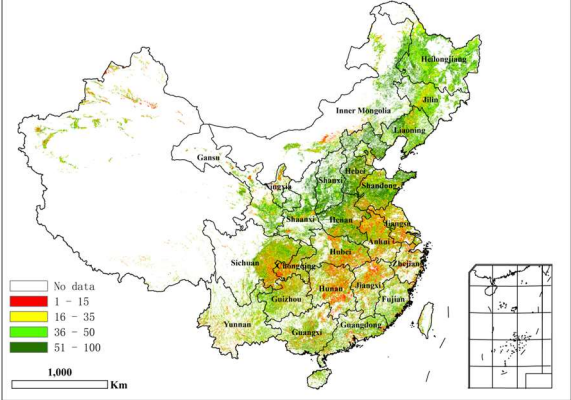 Heilongjiang
Jilin
Inner Mongolia
Liaoning
Gansu
Hebei
Ningxia
Shanxi
Shandong
Shaanxi
Henan
Jiangsu
Anhui
Hubei
Sichuan
Chongqing
Zhejiang
Hunan
Jiangxi
Guizhou
Fujian
Yunnan
Guangxi
Guangdong
No data
1 - 15
16 - 35
36 - 50
51 - 100
1,000
Km